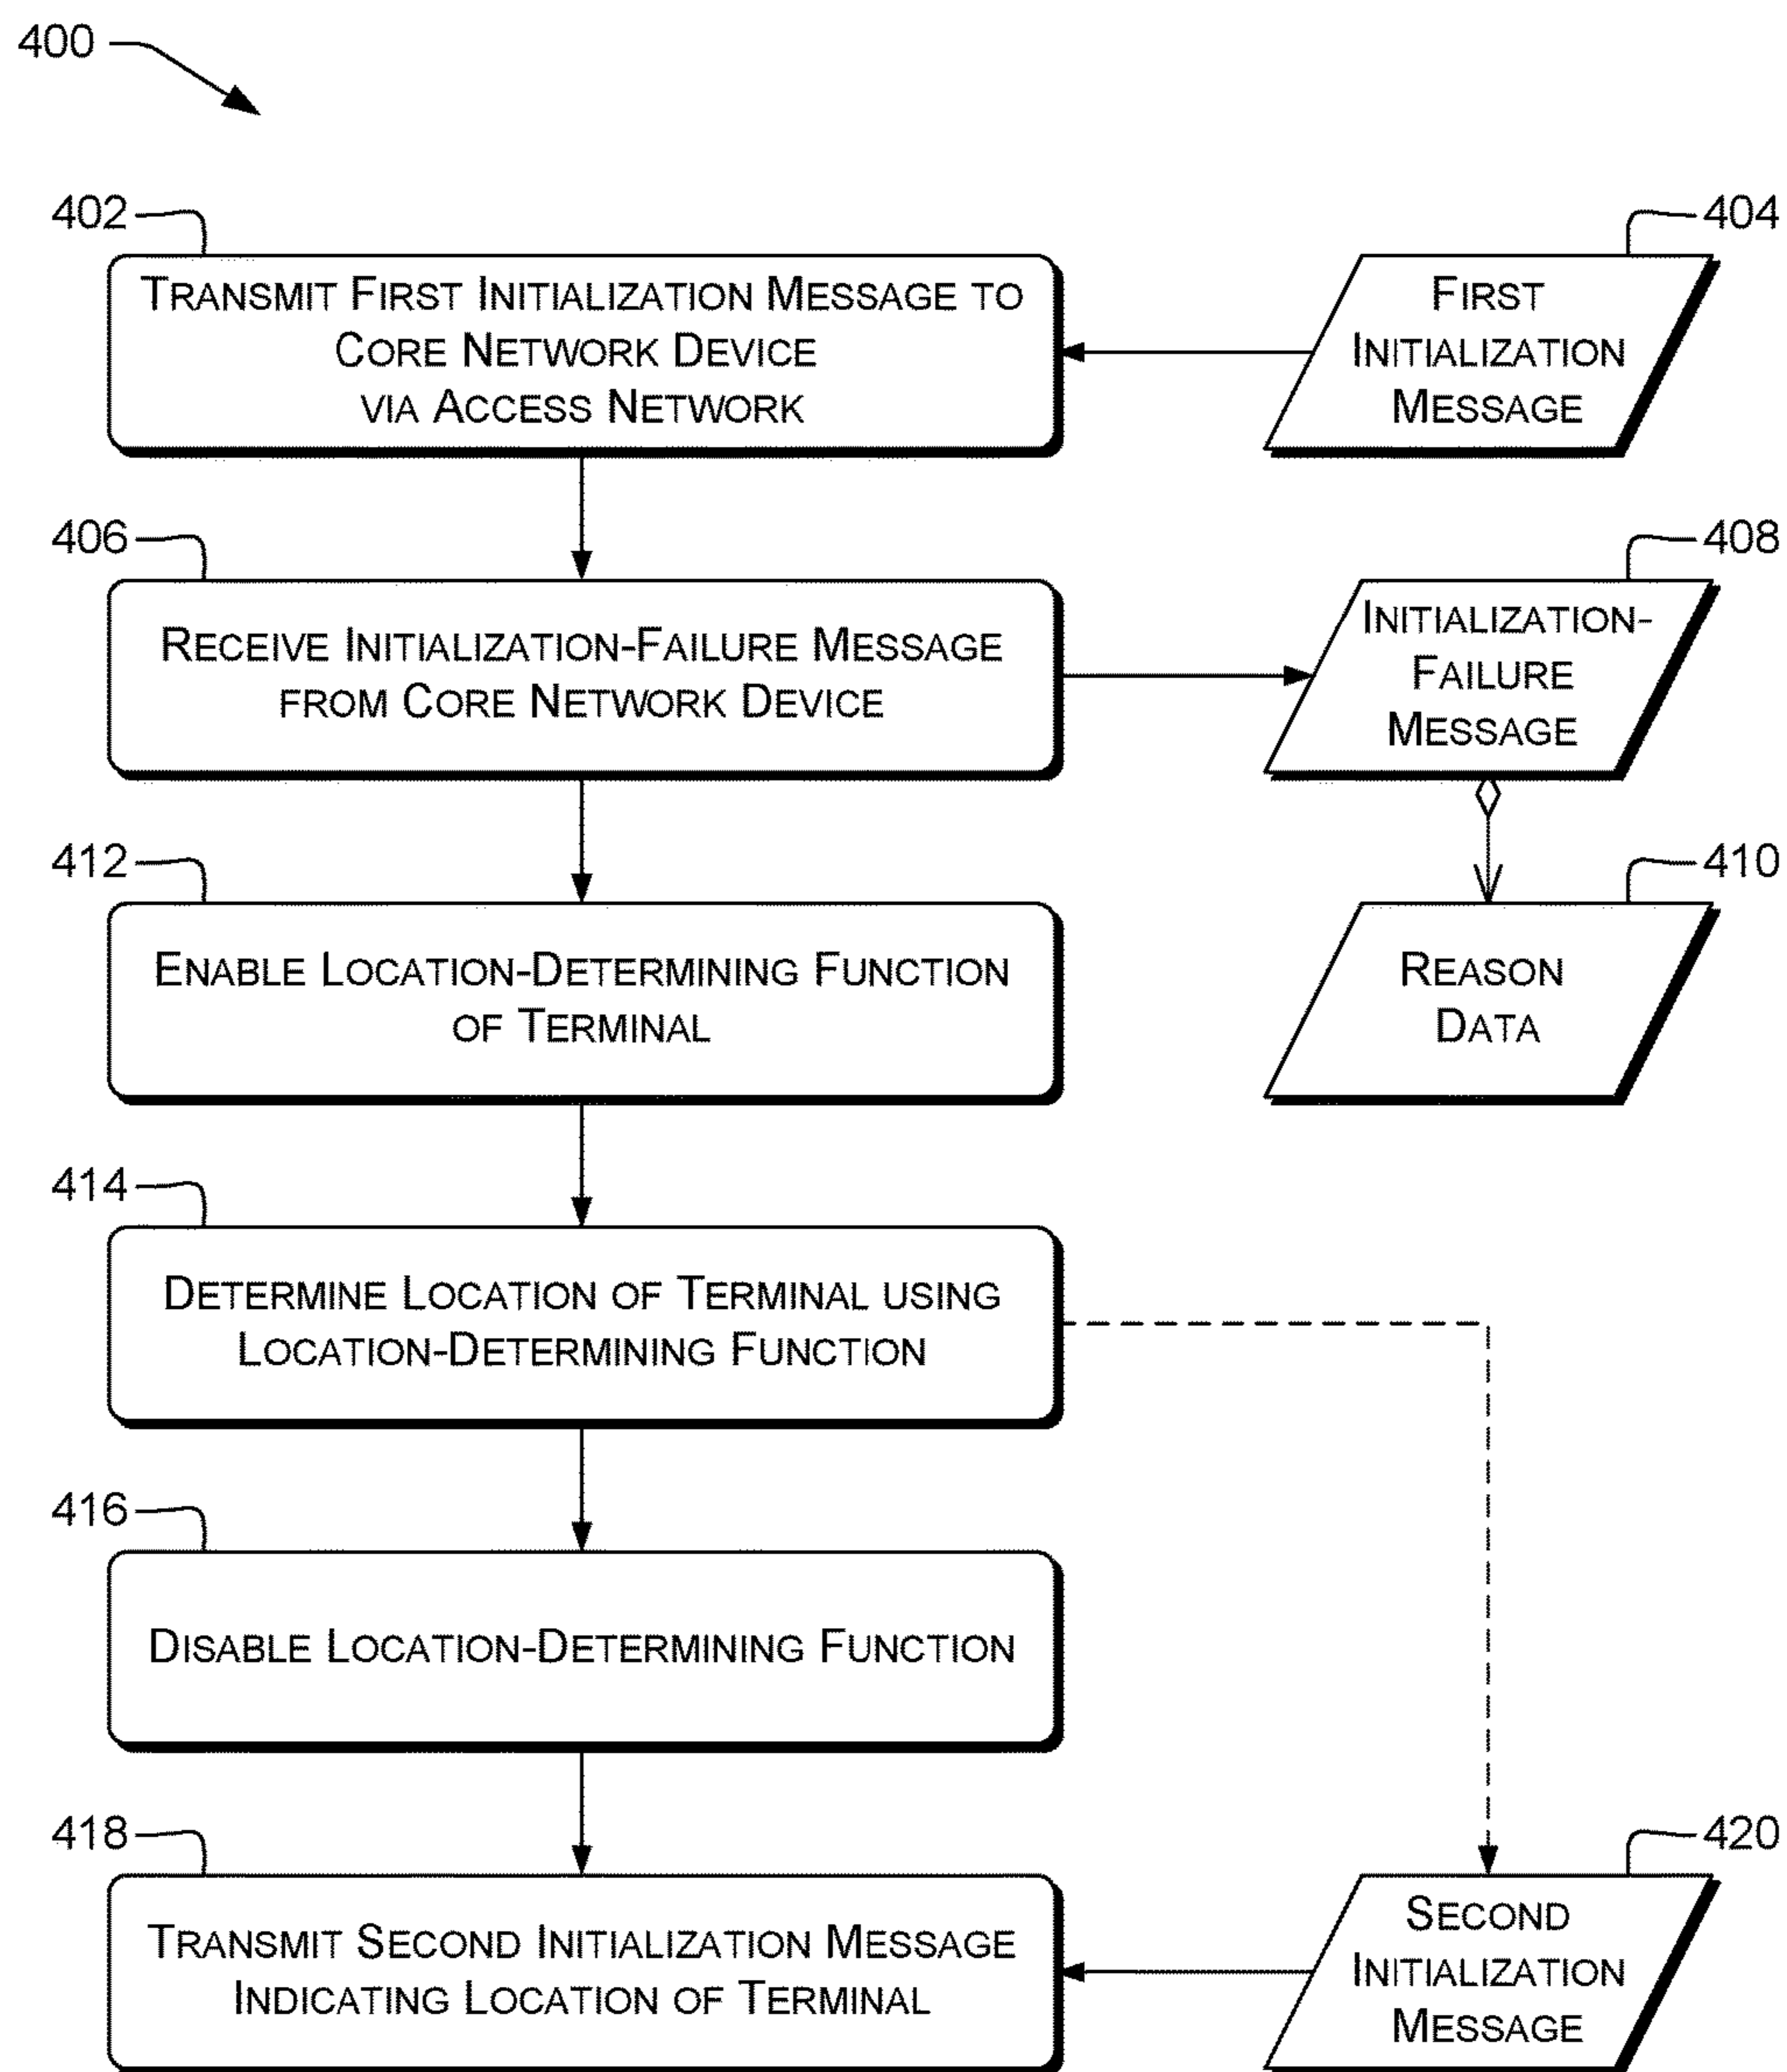 400
402
404
TRANSMIT FIRST INITIALIZATION MESSAGE TO
CORE NETWORK DEVICE
VIA ACCESS NETWORK
FIRST
INITIALIZATION
MESSAGE
406
408
RECEIVE INITIALIZATION-FAILURE MESSAGE
FROM CORE NETWORK DEVICE
INITIALIZATION-
FAILURE
MESSAGE
412
410
ENABLE LOCATION-DETERMINING FUNCTION
OF TERMINAL
REASON
DATA
414
DETERMINE LOCATION OF TERMINAL USING
LOCATION-DETERMINING FUNCTION
416
DISABLE LOCATION-DETERMINING FUNCTION
418
420
TRANSMIT SECOND INITIALIZATION MESSAGE
INDICATING LOCATION OF TERMINAL
SECOND
INITIALIZATION
MESSAGE